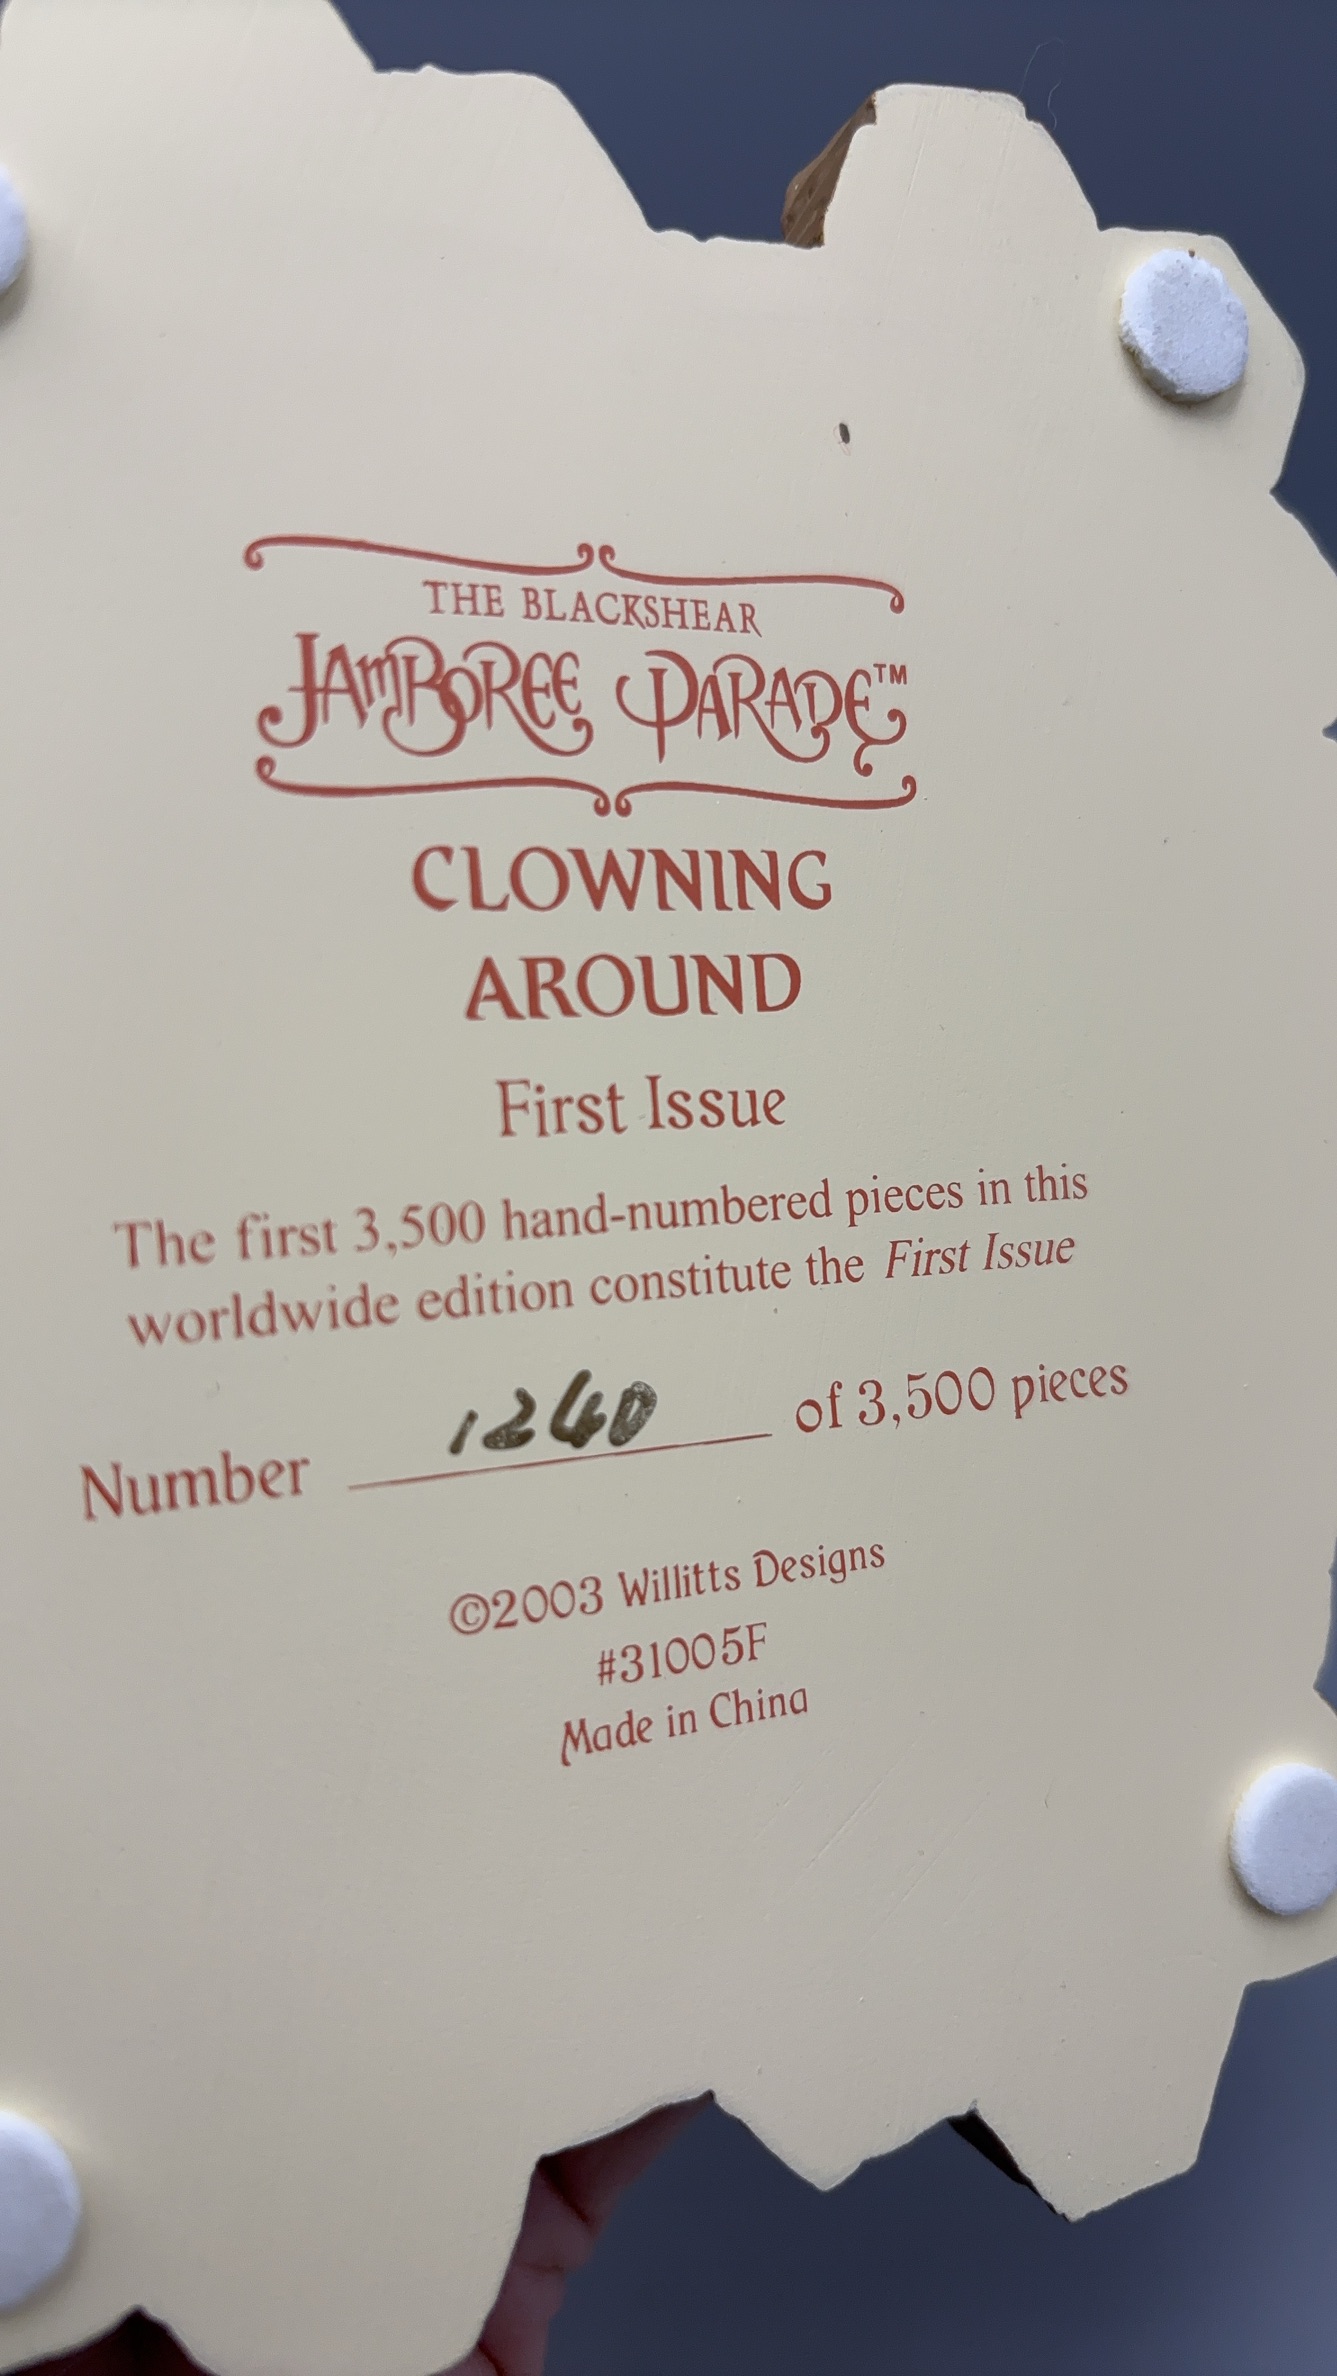 THE BLACKSHEAR
JAMBOREE PARADE™
CLOWNING
AROUND
First Issue
The first 3,500 hand-numbered pieces in this
worldwide edition constitute the First Issue
Number 1240 of 3,500 pieces
©2003 Willitts Designs
#31005F
Made in China